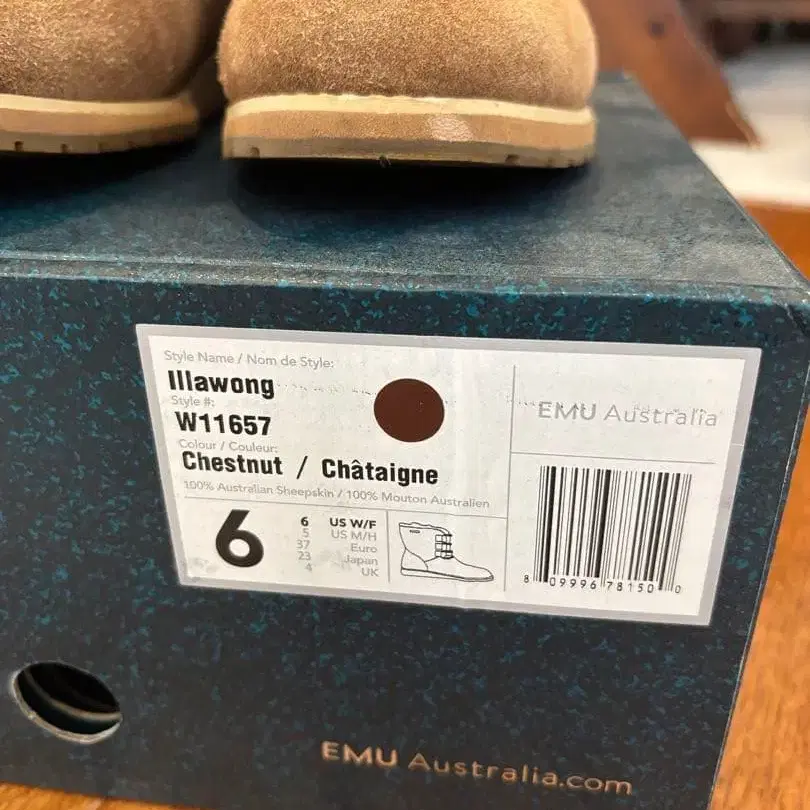 Style Name / Nom de Style:
Illawong
Style #:
W11657
Colour / Couleur:
Chestnut / Châtaigne
100% Australian Sheepskin / 100% Mouton Australien
6
6 US W/F
5 US M/H
37 Euro
23 Japan
4 UK
EMU Australia
8 09996 78150 0
EMU Australia.com